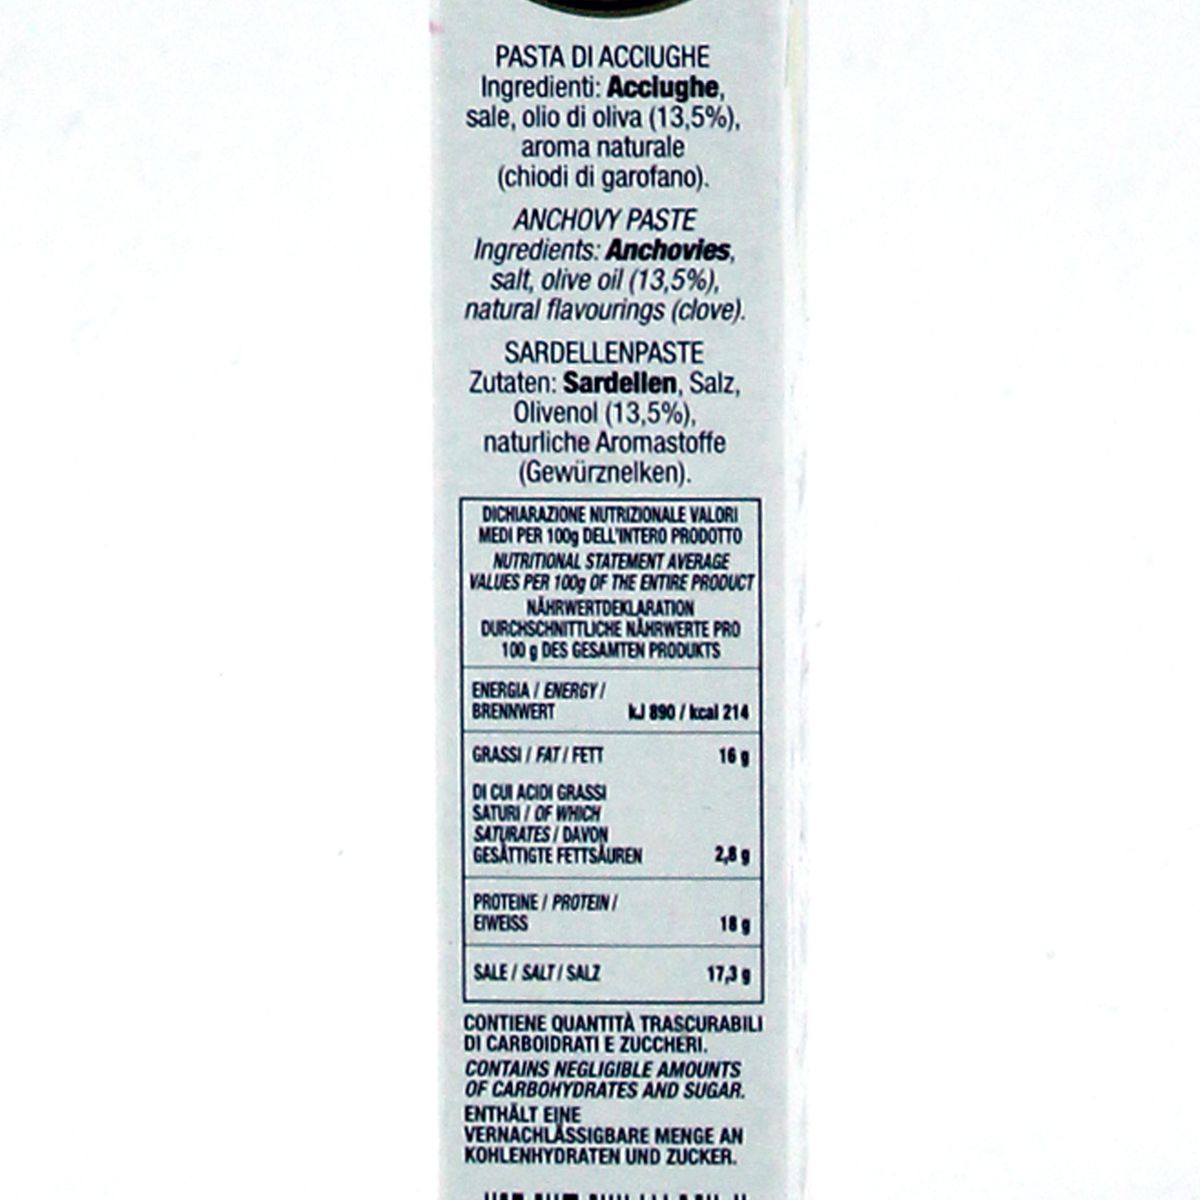 PASTA DI ACCIUGHE
Ingredienti: Acciughe,
sale, olio di oliva (13,5%),
aroma naturale
(chiodi di garofano).
ANCHOVY PASTE
Ingredients: Anchovies,
salt, olive oil (13,5%),
natural flavourings (clove).
SARDELLENPASTE
Zutaten: Sardellen, Salz,
Olivenol (13,5%),
naturliche Aromastoffe
(Gewürznelken).
DICHIARAZIONE NUTRIZIONALE VALORI
MEDI PER 100g DELL'INTERO PRODOTTO
NUTRITIONAL STATEMENT AVERAGE
VALUES PER 100g OF THE ENTIRE PRODUCT
NÄHRWERTDEKLARATION
DURCHSCHNITTLICHE NÄHRWERTE PRO
100 g DES GESAMTEN PRODUKTS
ENERGIA / ENERGY /
BRENNWERT kJ 890 / kcal 214
GRASSI / FAT / FETT 16 g
DI CUI ACIDI GRASSI
SATURI / OF WHICH
SATURATES / DAVON
GESÄTTIGTE FETTSÄUREN 2,8 g
PROTEINE / PROTEIN /
EIWEISS 18 g
SALE / SALT / SALZ 17,3 g
CONTIENE QUANTITÀ TRASCURABILI
DI CARBOIDRATI E ZUCCHERI.
CONTAINS NEGLIGIBLE AMOUNTS
OF CARBOHYDRATES AND SUGAR.
ENTHÄLT EINE
VERNACHLÄSSIGBARE MENGE AN
KOHLENHYDRATEN UND ZUCKER.